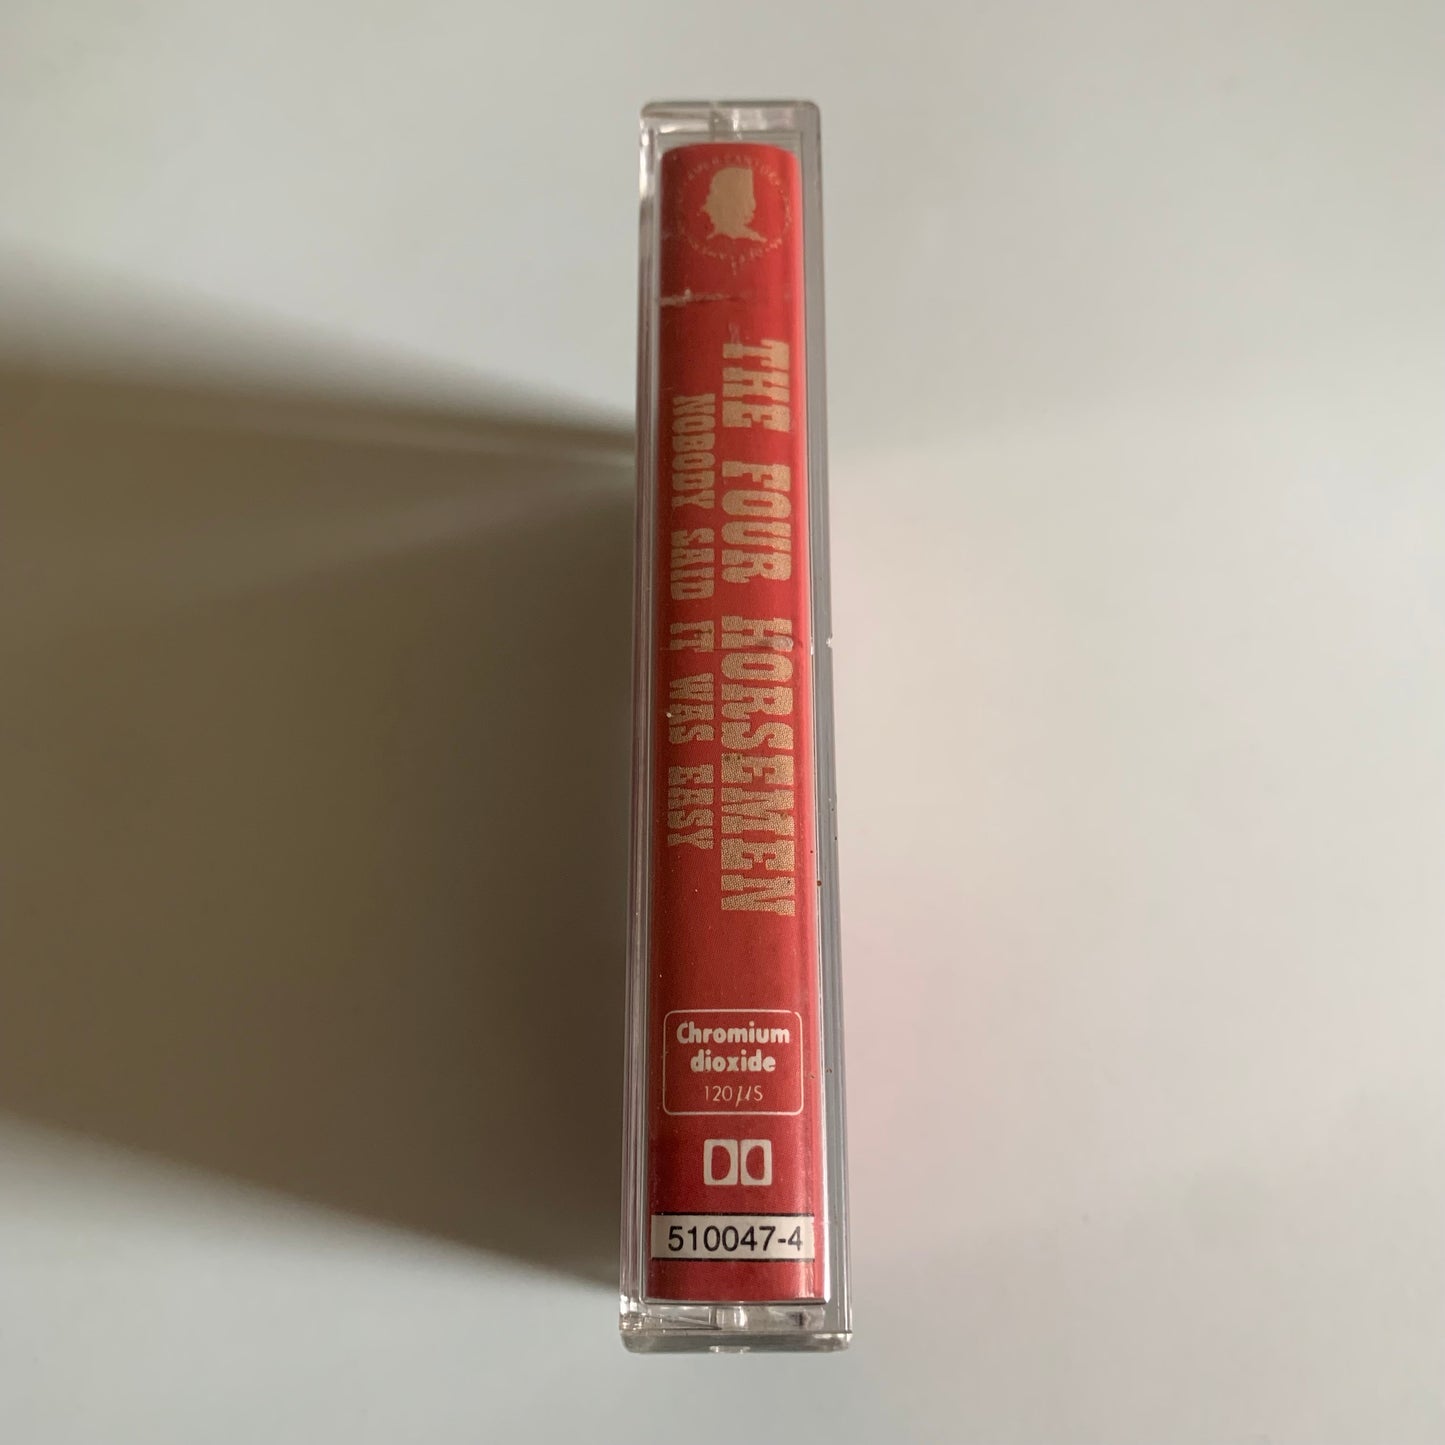 THE FOUR HORSEMEN
NOBODY SAID IT WAS EASY
Chromium
dioxide
120 µs
510047-4